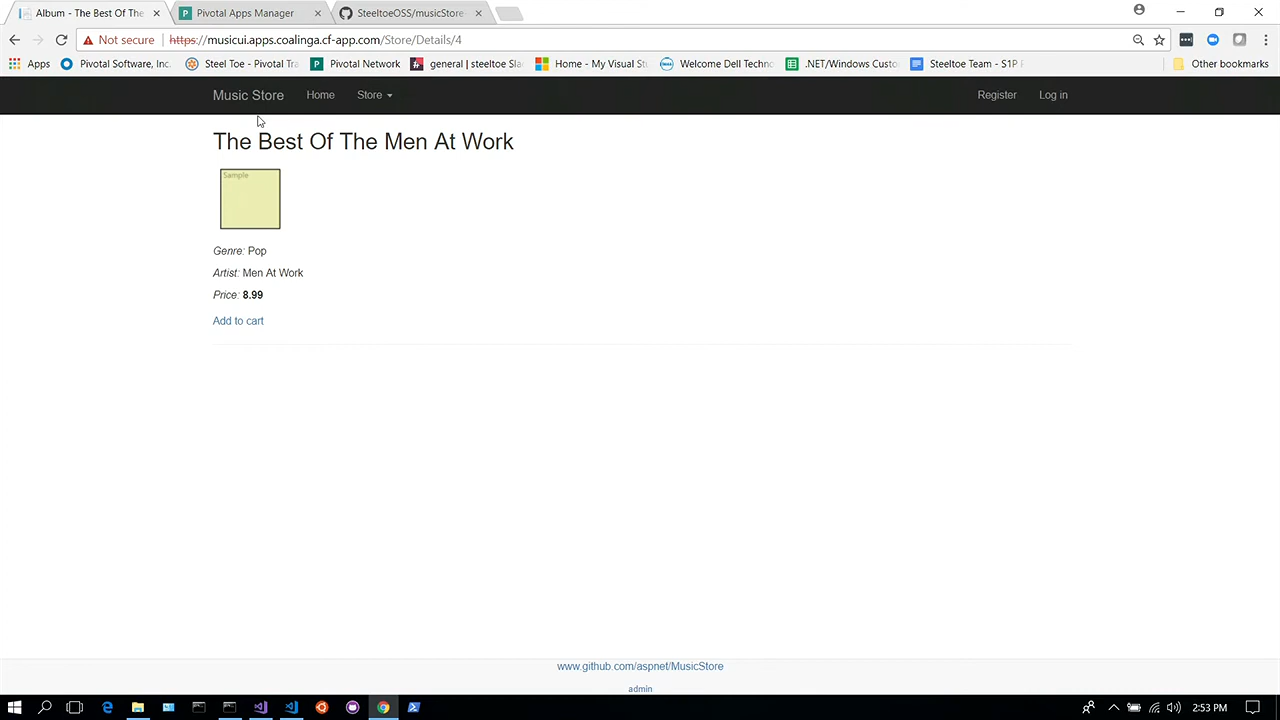 Album - The Best Of The
Pivotal Apps Manager
SteeltoeOSS/musicStore
Not secure
https://musicui.apps.coalinga.cf-app.com/Store/Details/4
Apps
Pivotal Software, Inc.
Steel Toe - Pivotal Tra
Pivotal Network
general | steeltoe Sla
Home - My Visual St
Welcome Dell Techno
.NET/Windows Custo
Steeltoe Team - S1P
Other bookmarks
Music Store
Home
Store
Register
Log in
The Best Of The Men At Work
Sample
Genre: Pop
Artist: Men At Work
Price: 8.99
Add to cart
www.github.com/aspnet/MusicStore
admin
2:53 PM